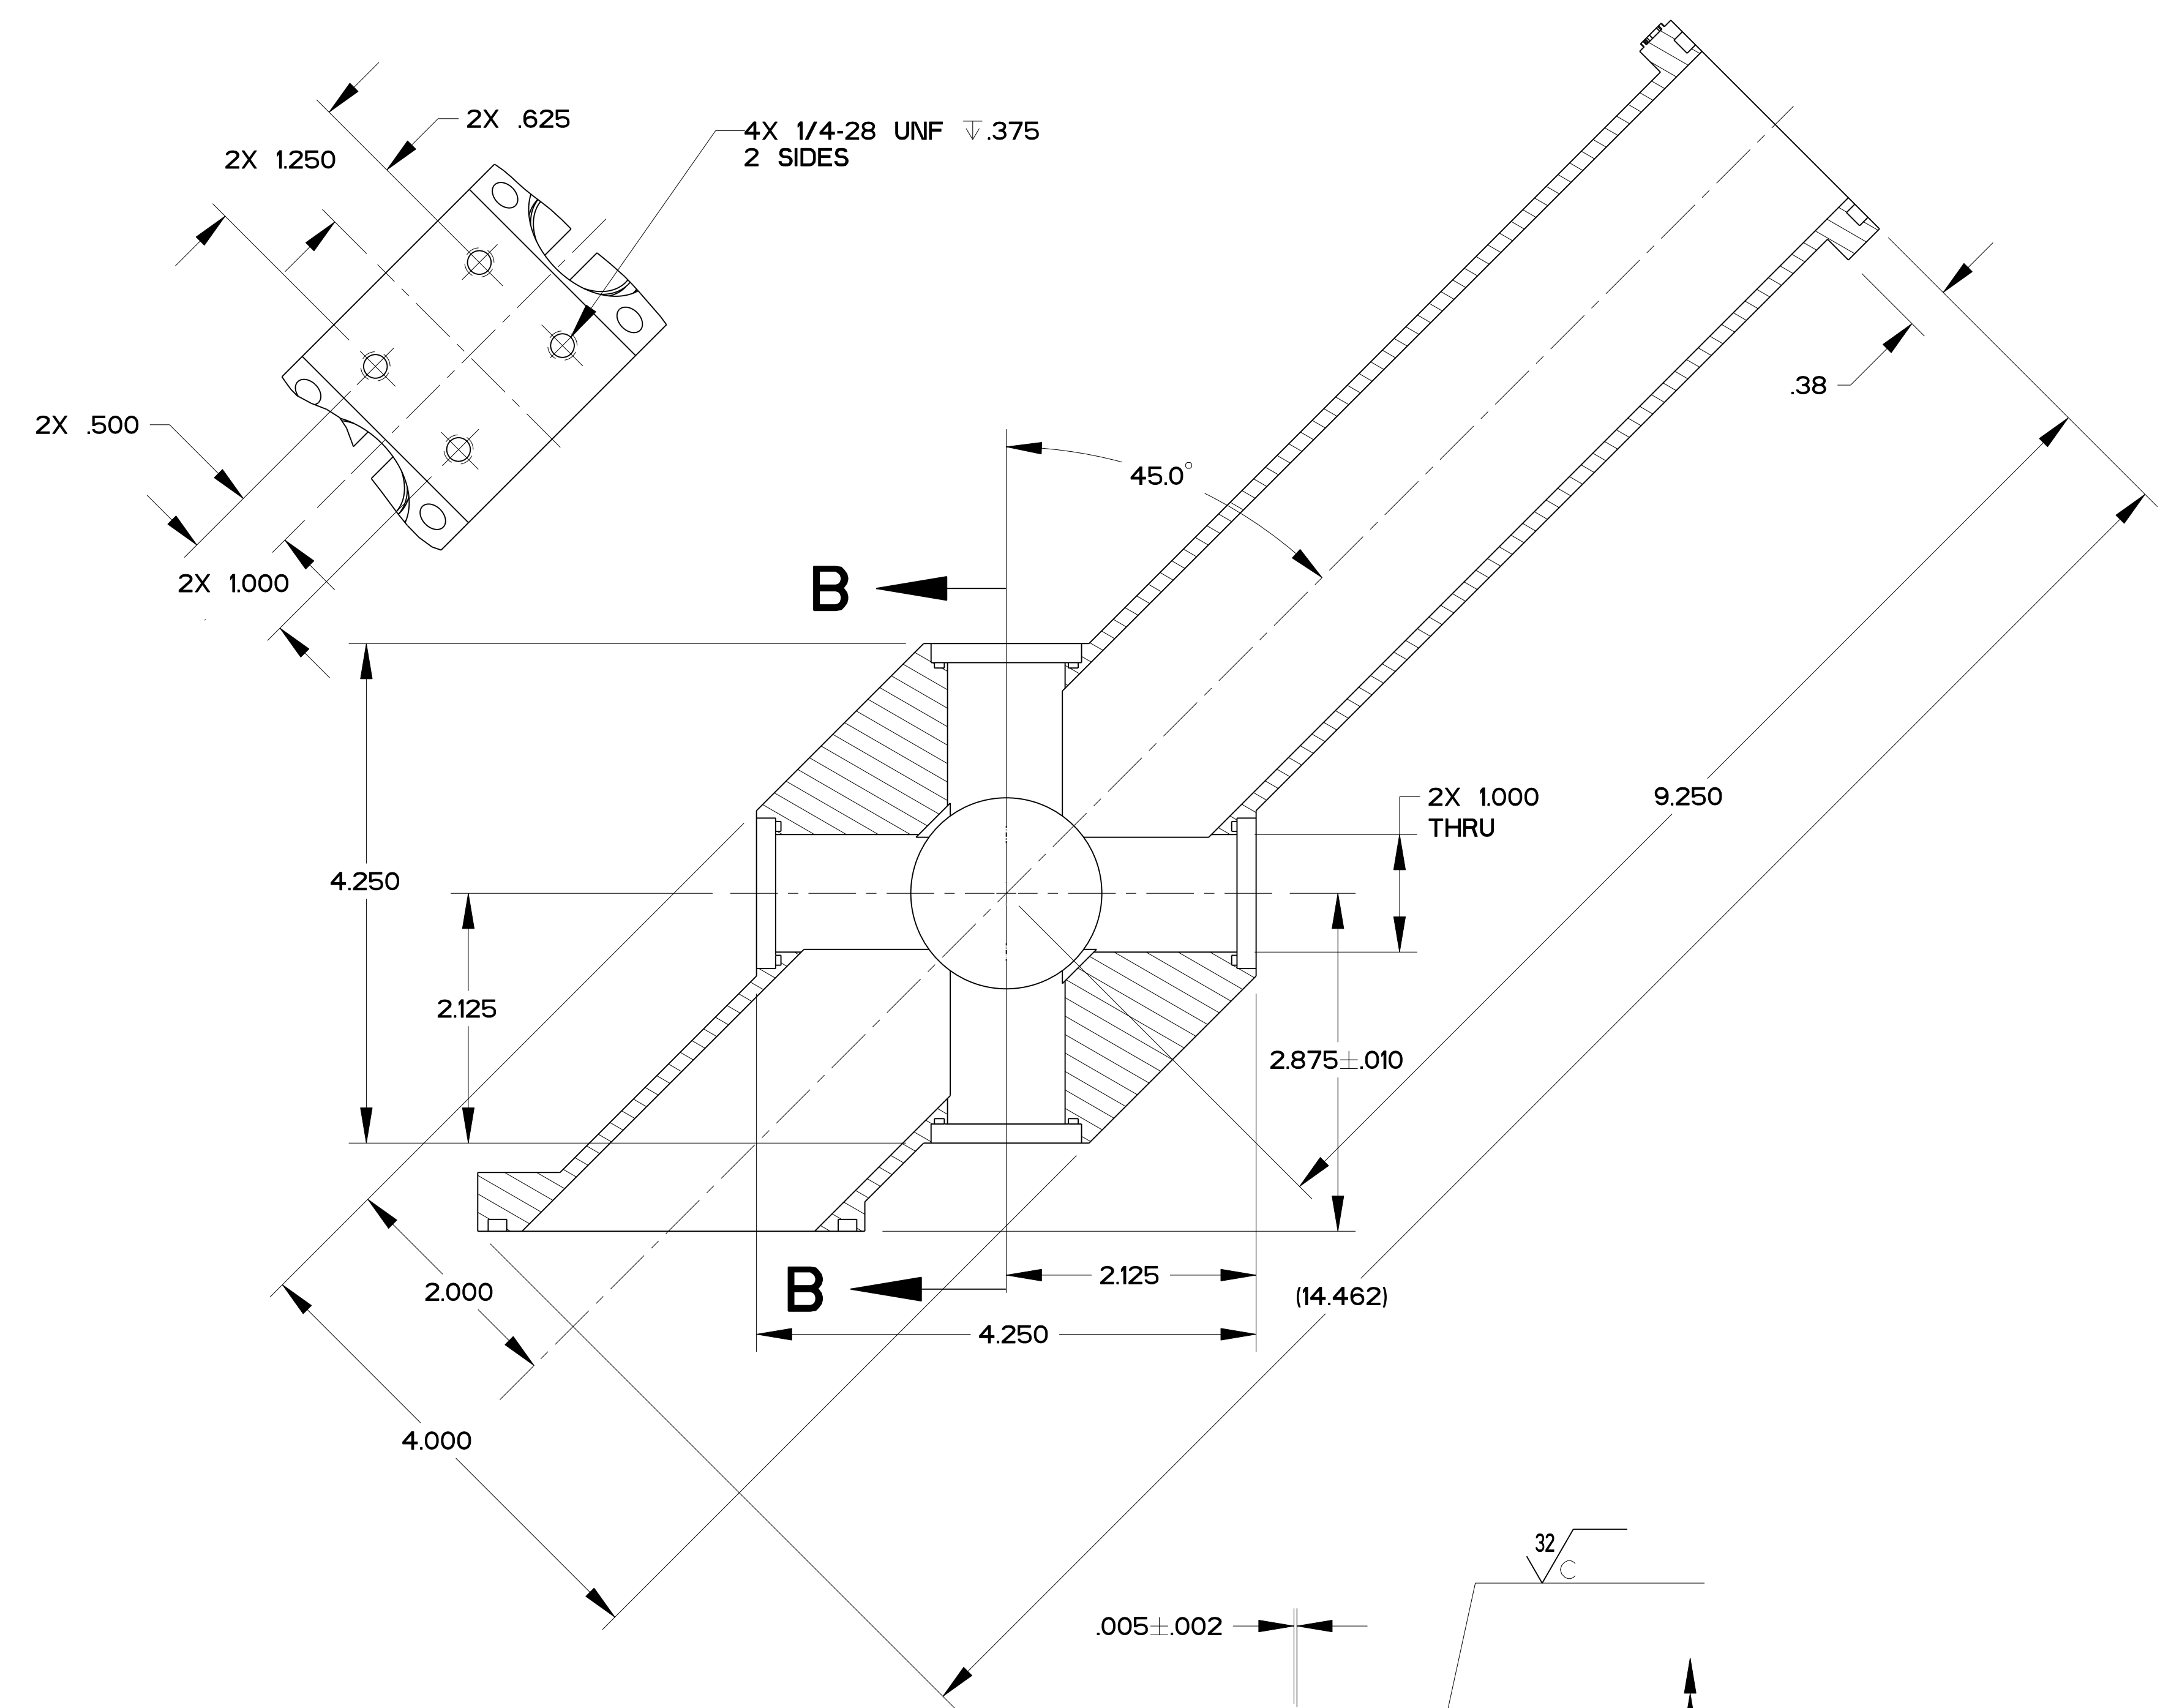 2X .625
4X 1/4-28 UNF ↧.375
2 SIDES
2X 1.250
.38
2X .500
45.0°
B
2X 1.000
2X 1.000
THRU
9.250
4.250
2.125
2.875±.010
2.125
2.000
B
(14.462)
4.250
4.000
32
C
.005±.002